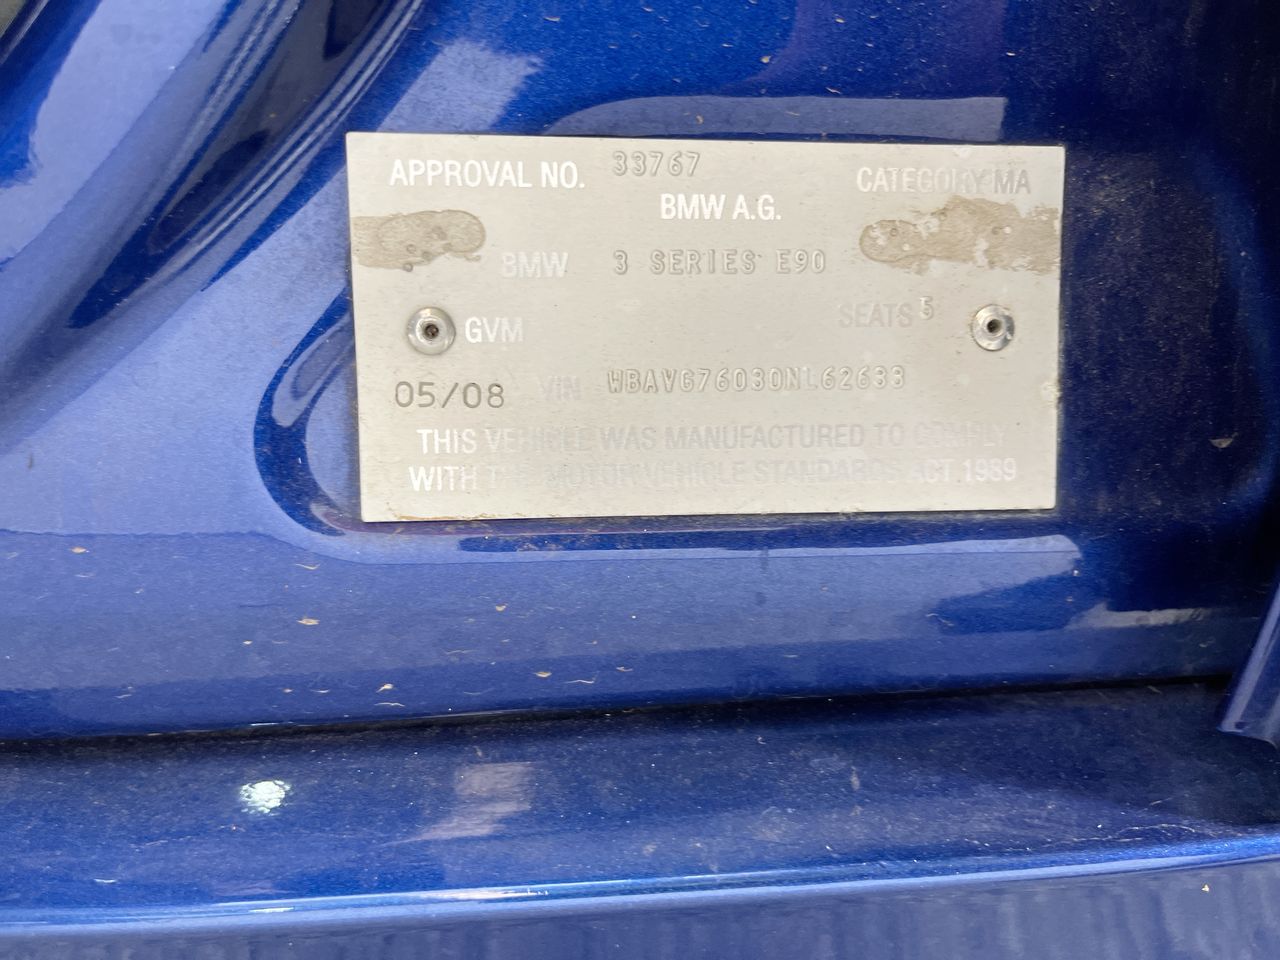 APPROVAL NO. 33767 CATEGORY MA
BMW A.G.
BMW 3 SERIES E90
GVM SEATS 5
05/08 VIN WBAVG76030NL62633
THIS VEHICLE WAS MANUFACTURED TO COMPLY
WITH THE MOTOR VEHICLE STANDARDS ACT 1989